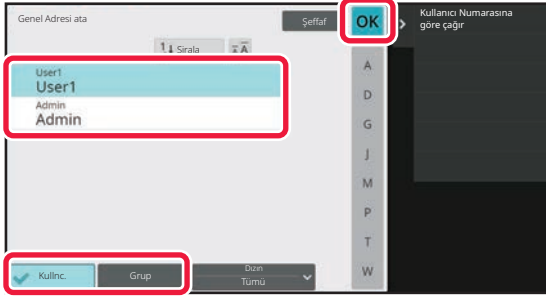 Genel Adresi ata
Şeffaf
OK
Kullanıcı Numarasına
göre çağır
1 Sırala
A
User1
User1
Admin
Admin
A
D
G
J
M
P
T
W
Kullnc.
Grup
Dizin
Tümü